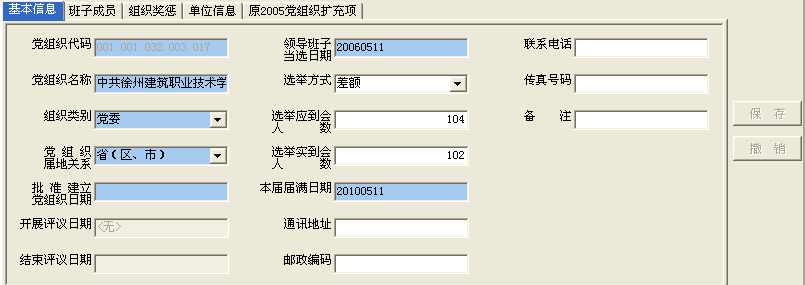 基本信息 班子成员 组织奖惩 单位信息 原2005党组织扩充项
党组织代码 001.001.032.003.017 领导班子 20060511 联系电话
当选日期
党组织名称 中共徐州建筑职业技术学 选举方式 差额 传真号码
组织类别 党委 选举应到会 104 备 注
人 数
党 组 织 省（区、市） 选举实到会 102
属地关系 人 数
批 准 建立 本届届满日期 20100511
党组织日期
开展评议日期 <无> 通讯地址
结束评议日期 邮政编码
保 存
撤 销